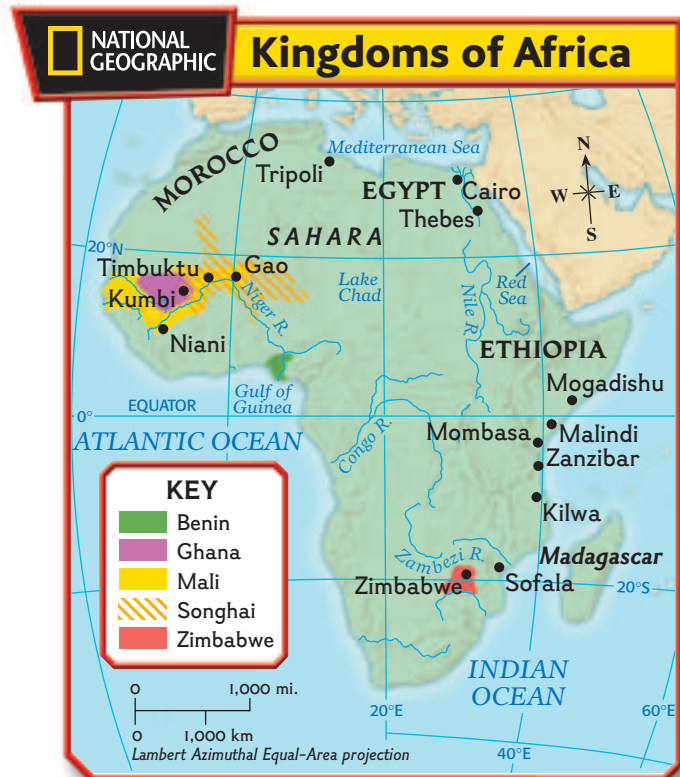 NATIONAL
GEOGRAPHIC
Kingdoms of Africa
Mediterranean Sea
MOROCCO
Tripoli
EGYPT
Cairo
Thebes
N
W
E
S
SAHARA
20°N
Timbuktu
Gao
Kumbi
Niger R.
Niani
Lake
Chad
Nile R.
Red
Sea
ETHIOPIA
Mogadishu
Gulf of
Guinea
EQUATOR
0°
ATLANTIC OCEAN
Congo R.
Mombasa
Malindi
Zanzibar
Kilwa
Zambezi R.
Madagascar
Zimbabwe
Sofala
20°S
KEY
Benin
Ghana
Mali
Songhai
Zimbabwe
INDIAN
OCEAN
0
1,000 mi.
0
1,000 km
Lambert Azimuthal Equal-Area projection
20°E
40°E
60°E